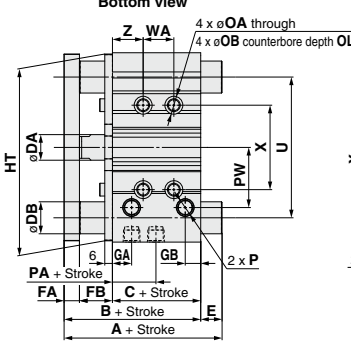 Bottom view
Z WA
4 x øOA through
4 x øOB counterbore depth OL
HT
øDA
øDB
PW
X
U
6 GA GB
2 x P
PA + Stroke
FA FB C + Stroke E
B + Stroke
A + Stroke